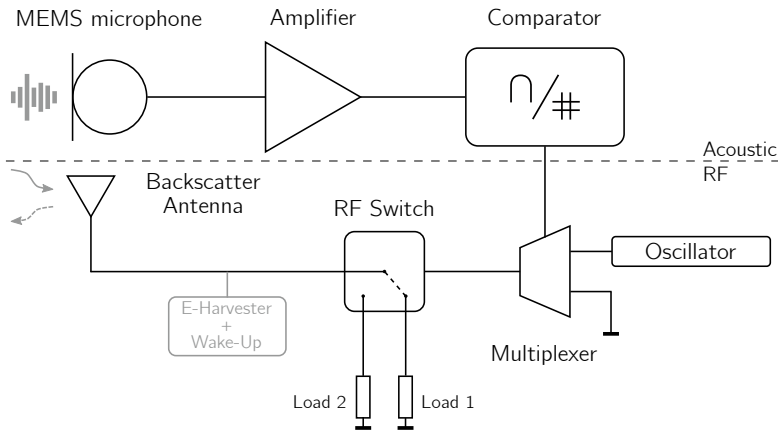 MEMS microphone
Amplifier
Comparator
Acoustic
RF
Backscatter
Antenna
RF Switch
Oscillator
E-Harvester
+
Wake-Up
Multiplexer
Load 2
Load 1